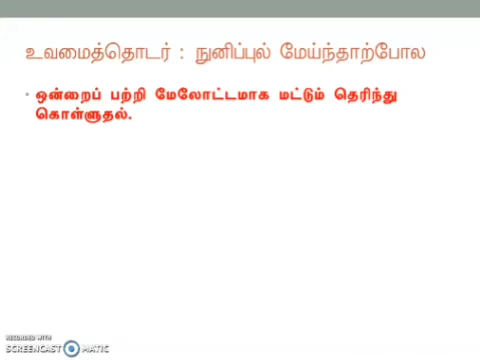 உவமைத்தொடர் : நுனிப்புல் மேய்ந்தாற்போல
• ஒன்றைப் பற்றி மேலோட்டமாக மட்டும் தெரிந்து
கொள்ளுதல்.
RECORDED WITH
SCREENCAST MATIC